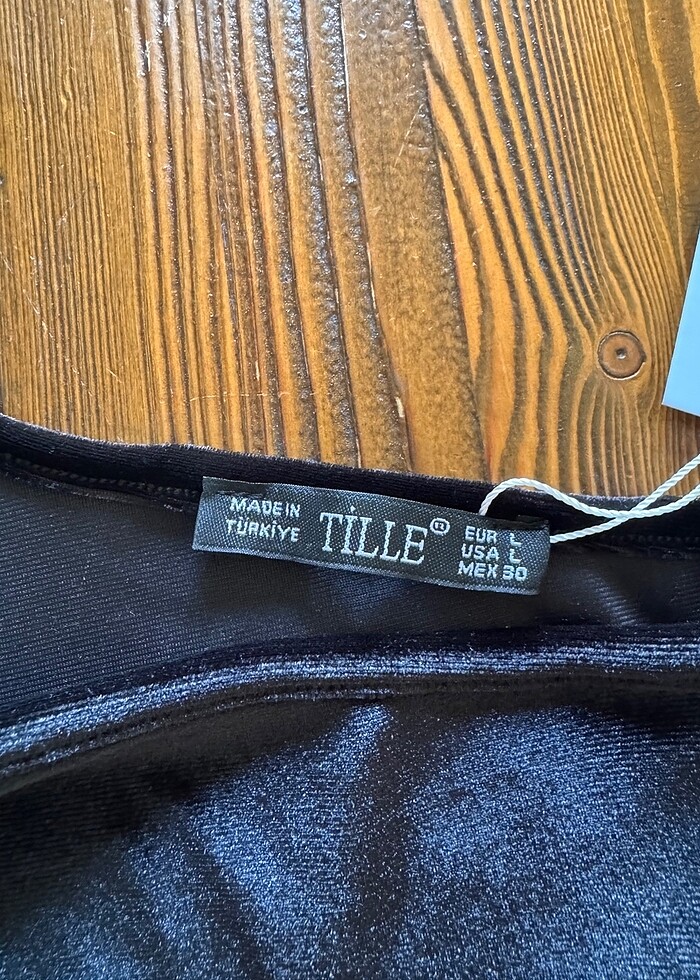 MADE IN
TÜRKİYE
TİLLE®
EUR L
USA L
MEX 30